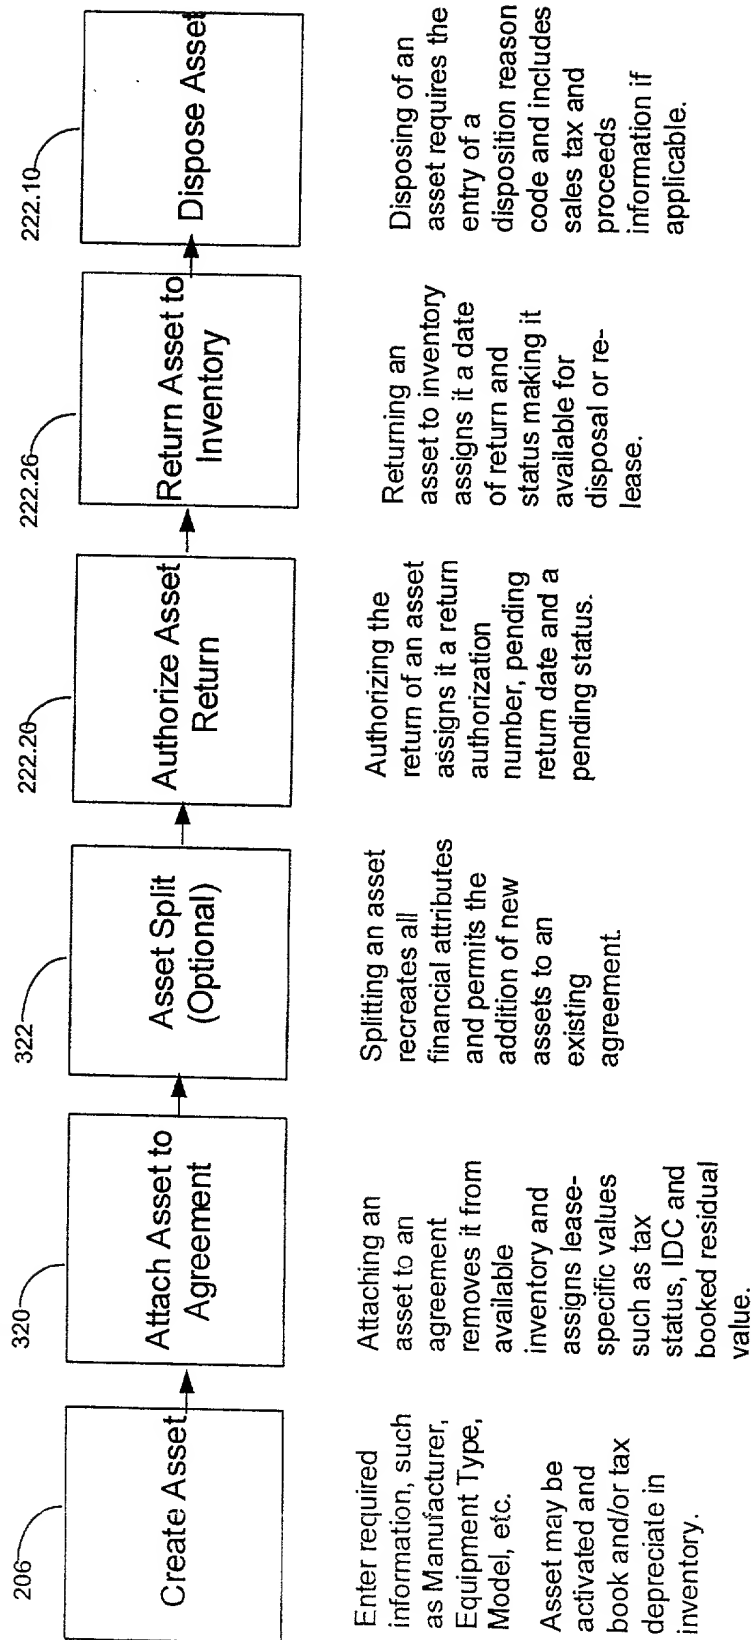 206
Create Asset
Enter required
information, such
as Manufacturer,
Equipment Type,
Model, etc.
Asset may be
activated and
book and/or tax
depreciate in
inventory.
320
Attach Asset to
Agreement
Attaching an
asset to an
agreement
removes it from
available
inventory and
assigns lease-
specific values
such as tax
status, IDC and
booked residual
value.
322
Asset Split
(Optional)
Splitting an asset
recreates all
financial attributes
and permits the
addition of new
assets to an
existing
agreement.
222.26
Authorize Asset
Return
Authorizing the
return of an asset
assigns it a return
authorization
number, pending
return date and a
pending status.
222.26
Return Asset to
Inventory
Returning an
asset to inventory
assigns it a date
of return and
status making it
available for
disposal or re-
lease.
222.10
Dispose Asset
Disposing of an
asset requires the
entry of a
disposition reason
code and includes
sales tax and
proceeds
information if
applicable.